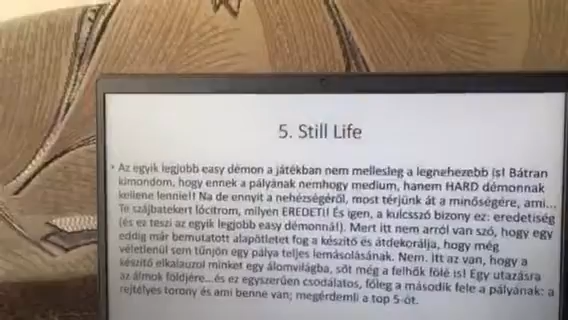 5. Still Life
• Az egyik legjobb easy démon a játékban nem mellesleg a legnehezebb is! Bátran
kimondom, hogy ennek a pályának nemhogy medium, hanem HARD démonnak
kellene lennie!! Na de ennyit a nehézségéről, most térjünk át a minőségére, ami...
Te szájbatekert lócitrom, milyen EREDETI! És igen, a kulcsszó bizony ez: eredetiség
(és ez teszi az egyik legjobb easy démonná!). Mert itt nem arról van szó, hogy egy
eddig már bemutatott alapötletet fog a készítő és átdekorálja, hogy még
véletlenül sem tűnjön egy pálya teljes lemásolásának. Nem. Itt az van, hogy a
készítő elkalauzol minket egy álomvilágba, sőt még a felhők fölé is! Egy utazásra
az álmok földjére...és ez egyszerűen csodálatos, főleg a második fele a pályának: a
rejtélyes torony és ami benne van; megérdemli a top 5-öt.